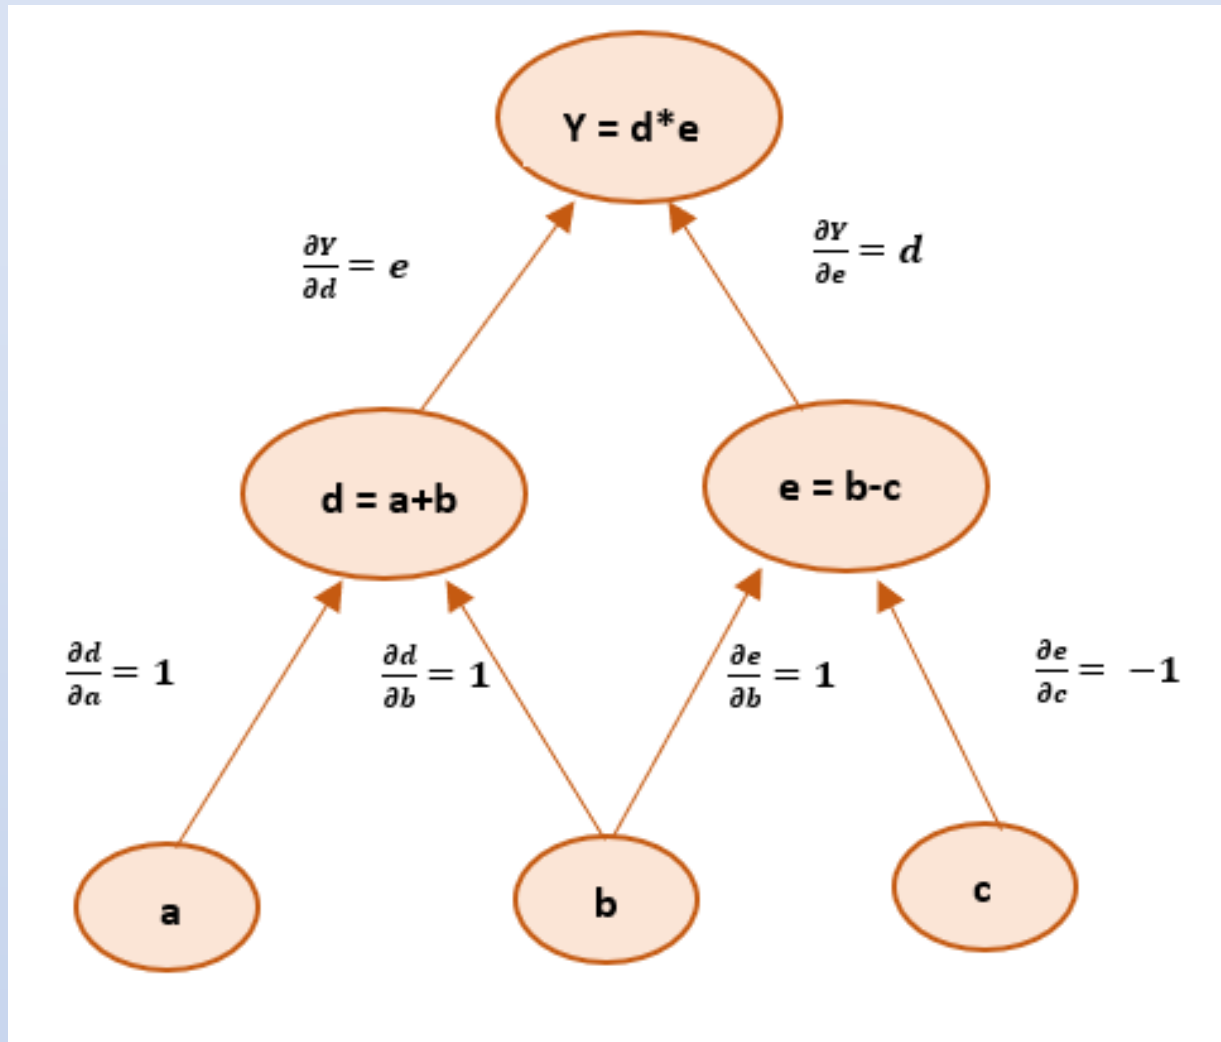 Y = d*e
∂Y/∂d = e
∂Y/∂e = d
d = a+b
e = b-c
∂d/∂a = 1
∂d/∂b = 1
∂e/∂b = 1
∂e/∂c = −1
a
b
c